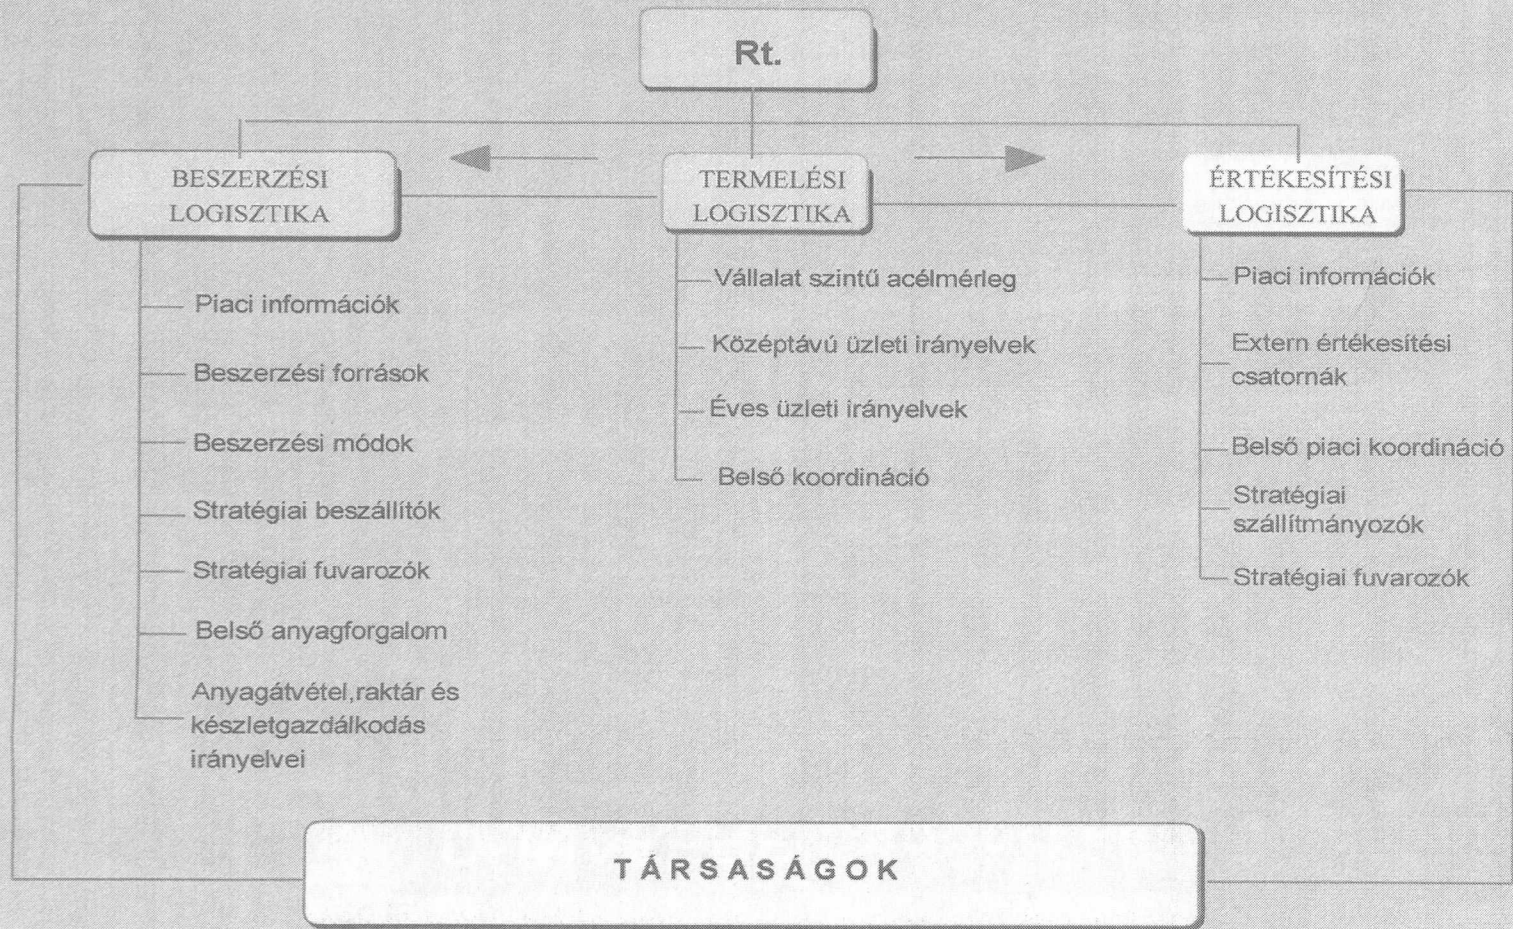 Rt.
BESZERZÉSI
LOGISZTIKA
Piaci információk
Beszerzési források
Beszerzési módok
Stratégiai beszállítók
Stratégiai fuvarozók
Belső anyagforgalom
Anyagátvétel,raktár és
készletgazdálkodás
irányelvei
TERMELÉSI
LOGISZTIKA
Vállalat szintű acélmérleg
Középtávú üzleti irányelvek
Éves üzleti irányelvek
Belső koordináció
ÉRTÉKESÍTÉSI
LOGISZTIKA
Piaci információk
Extern értékesítési
csatornák
Belső piaci koordináció
Stratégiai
szállítmányozók
Stratégiai fuvarozók
TÁRSASÁGOK